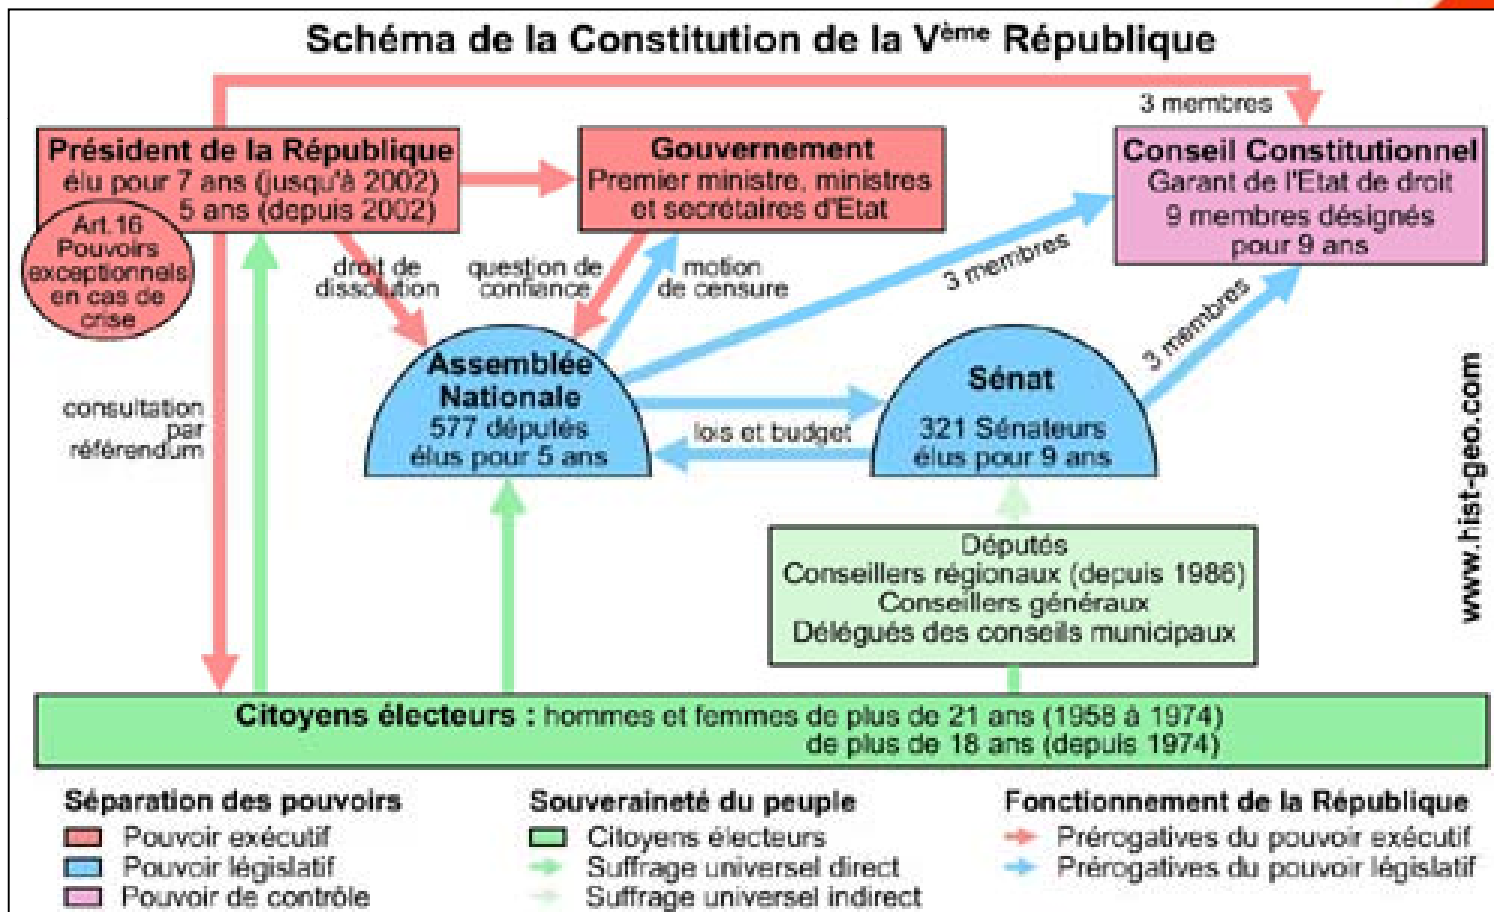 Schéma de la Constitution de la Vème République
3 membres
Président de la République
élu pour 7 ans (jusqu'à 2002)
5 ans (depuis 2002)
Gouvernement
Premier ministre, ministres
et secrétaires d'Etat
Conseil Constitutionnel
Garant de l'Etat de droit
9 membres désignés
pour 9 ans
Art.16
Pouvoirs
exceptionnels
en cas de
crise
droit de
dissolution
question de
confiance
motion
de censure
3 membres
3 membres
Assemblée
Nationale
577 députés
élus pour 5 ans
lois et budget
Sénat
321 Sénateurs
élus pour 9 ans
consultation
par
référendum
www.hist-geo.com
Députés
Conseillers régionaux (depuis 1986)
Conseillers généraux
Délégués des conseils municipaux
Citoyens électeurs : hommes et femmes de plus de 21 ans (1958 à 1974)
de plus de 18 ans (depuis 1974)
Séparation des pouvoirs
Pouvoir exécutif
Pouvoir législatif
Pouvoir de contrôle
Souveraineté du peuple
Citoyens électeurs
Suffrage universel direct
Suffrage universel indirect
Fonctionnement de la République
Prérogatives du pouvoir exécutif
Prérogatives du pouvoir législatif